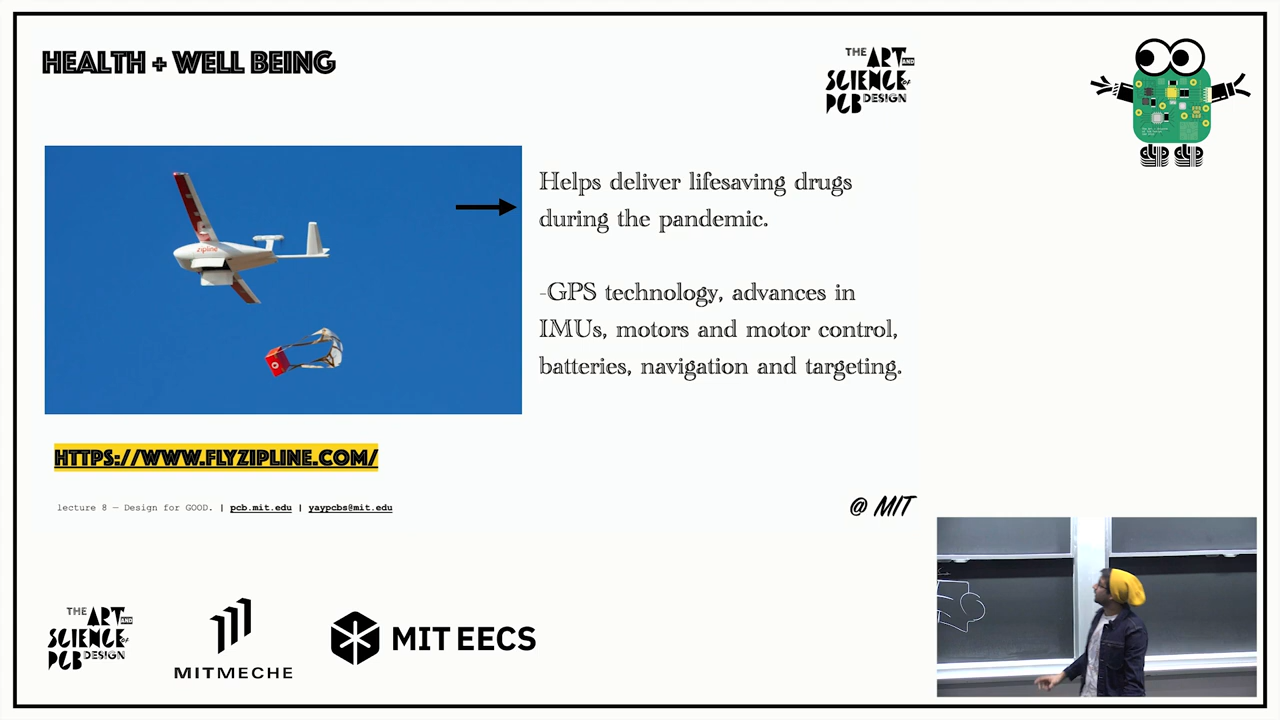 HEALTH + WELL BEING
THE ART AND
SCIENCE OF
PCB DESIGN
Helps deliver lifesaving drugs
during the pandemic.
-GPS technology, advances in
IMUs, motors and motor control,
batteries, navigation and targeting.
zipline
HTTPS://WWW.FLYZIPLINE.COM/
lecture 8 — Design for GOOD. | pcb.mit.edu | yaypcbs@mit.edu
@ MIT
THE ART AND
SCIENCE OF
PCB DESIGN
MITMECHE
MIT EECS